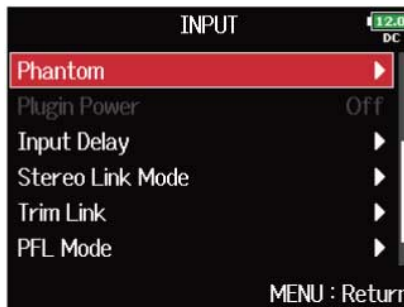 INPUT
12.0
DC
Phantom
Plugin Power Off
Input Delay
Stereo Link Mode
Trim Link
PFL Mode
MENU : Return